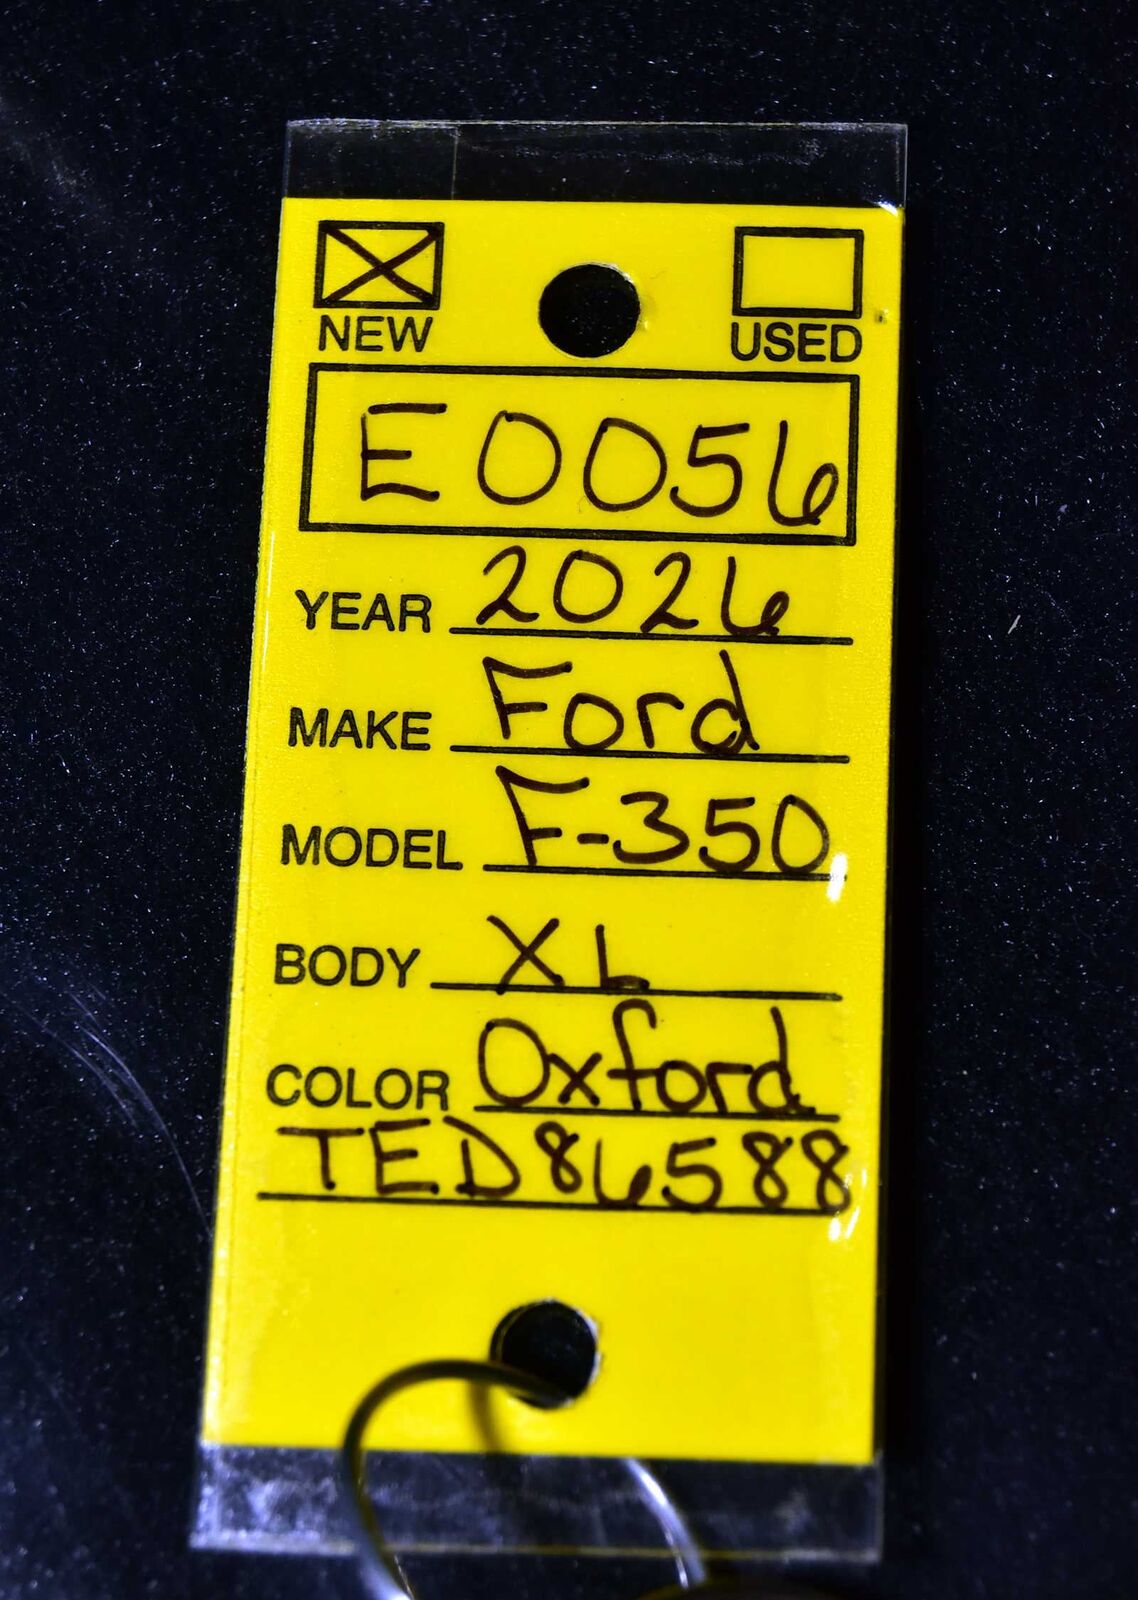 NEW USED
E0056
YEAR 2026
MAKE Ford
MODEL F-350
BODY XL
COLOR Oxford
TED86588